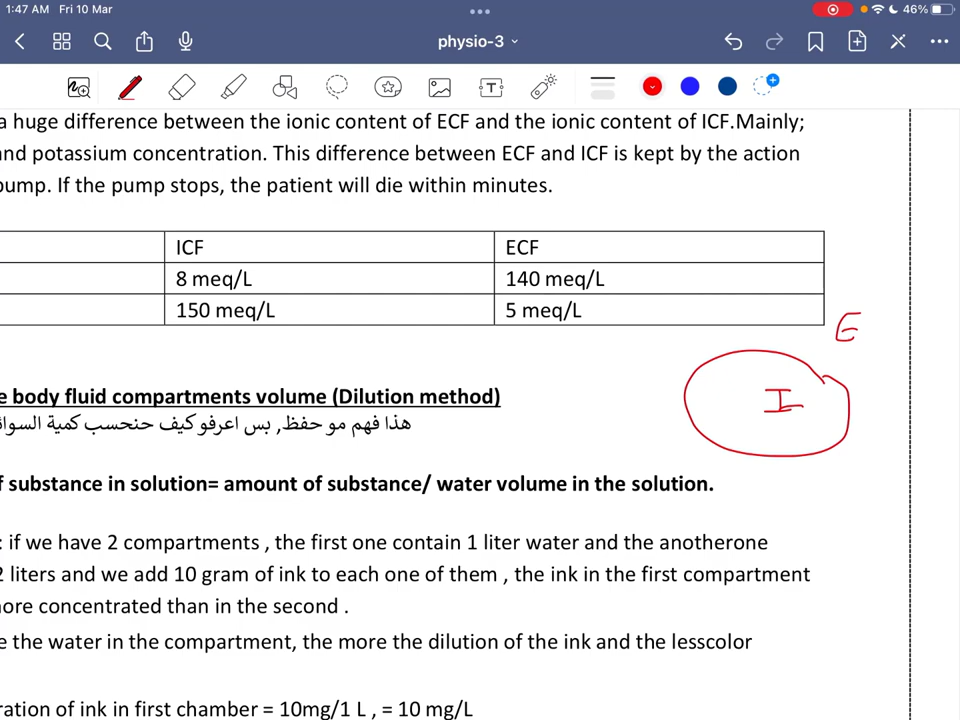 1:47 AM Fri 10 Mar
46%
physio-3
a huge difference between the ionic content of ECF and the ionic content of ICF.Mainly;
and potassium concentration. This difference between ECF and ICF is kept by the action
pump. If the pump stops, the patient will die within minutes.
ICF ECF
8 meq/L 140 meq/L
150 meq/L 5 meq/L
E
I
e body fluid compartments volume (Dilution method)
هذا فهم مو حفظ, بس اعرفو كيف حنحسب كمية السوائ
f substance in solution= amount of substance/ water volume in the solution.
: if we have 2 compartments , the first one contain 1 liter water and the anotherone
2 liters and we add 10 gram of ink to each one of them , the ink in the first compartment
nore concentrated than in the second .
e the water in the compartment, the more the dilution of the ink and the lesscolor
ration of ink in first chamber = 10mg/1 L , = 10 mg/L